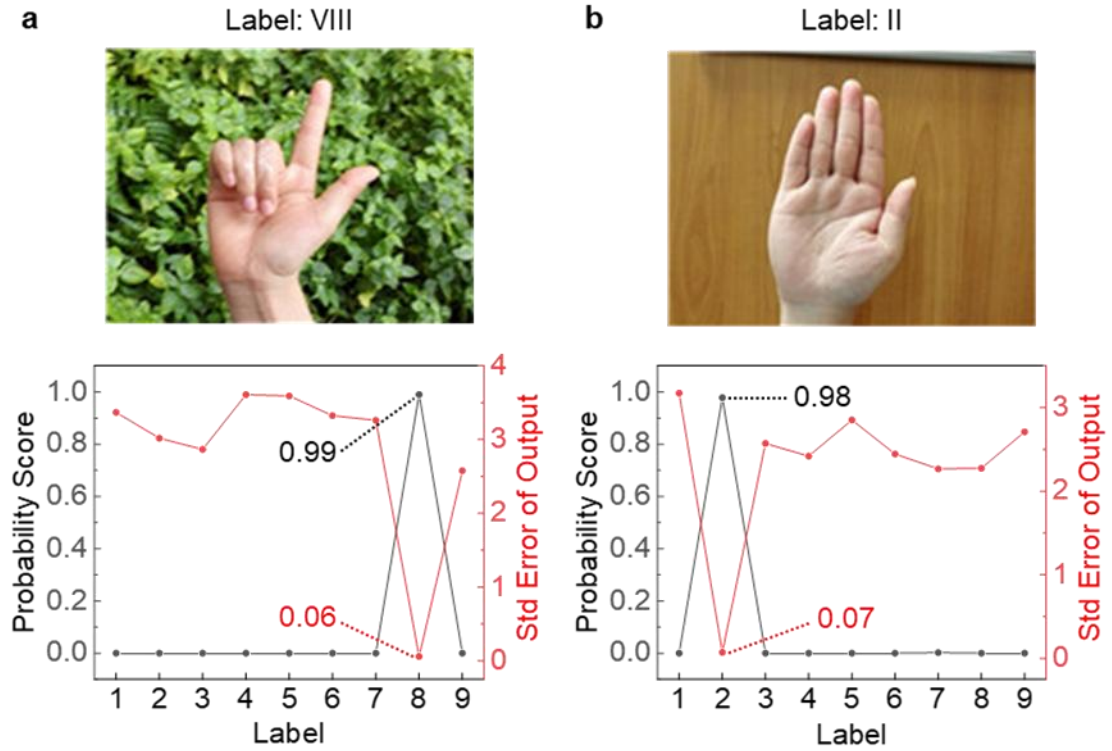 a
Label: VIII
b
Label: II
1.0
0.8
0.6
0.4
0.2
0.0
Probability Score
4
3
2
1
0
Std Error of Output
0.99
0.06
1 2 3 4 5 6 7 8 9
Label
1.0
0.8
0.6
0.4
0.2
0.0
Probability Score
3
2
1
0
Std Error of Output
0.98
0.07
1 2 3 4 5 6 7 8 9
Label